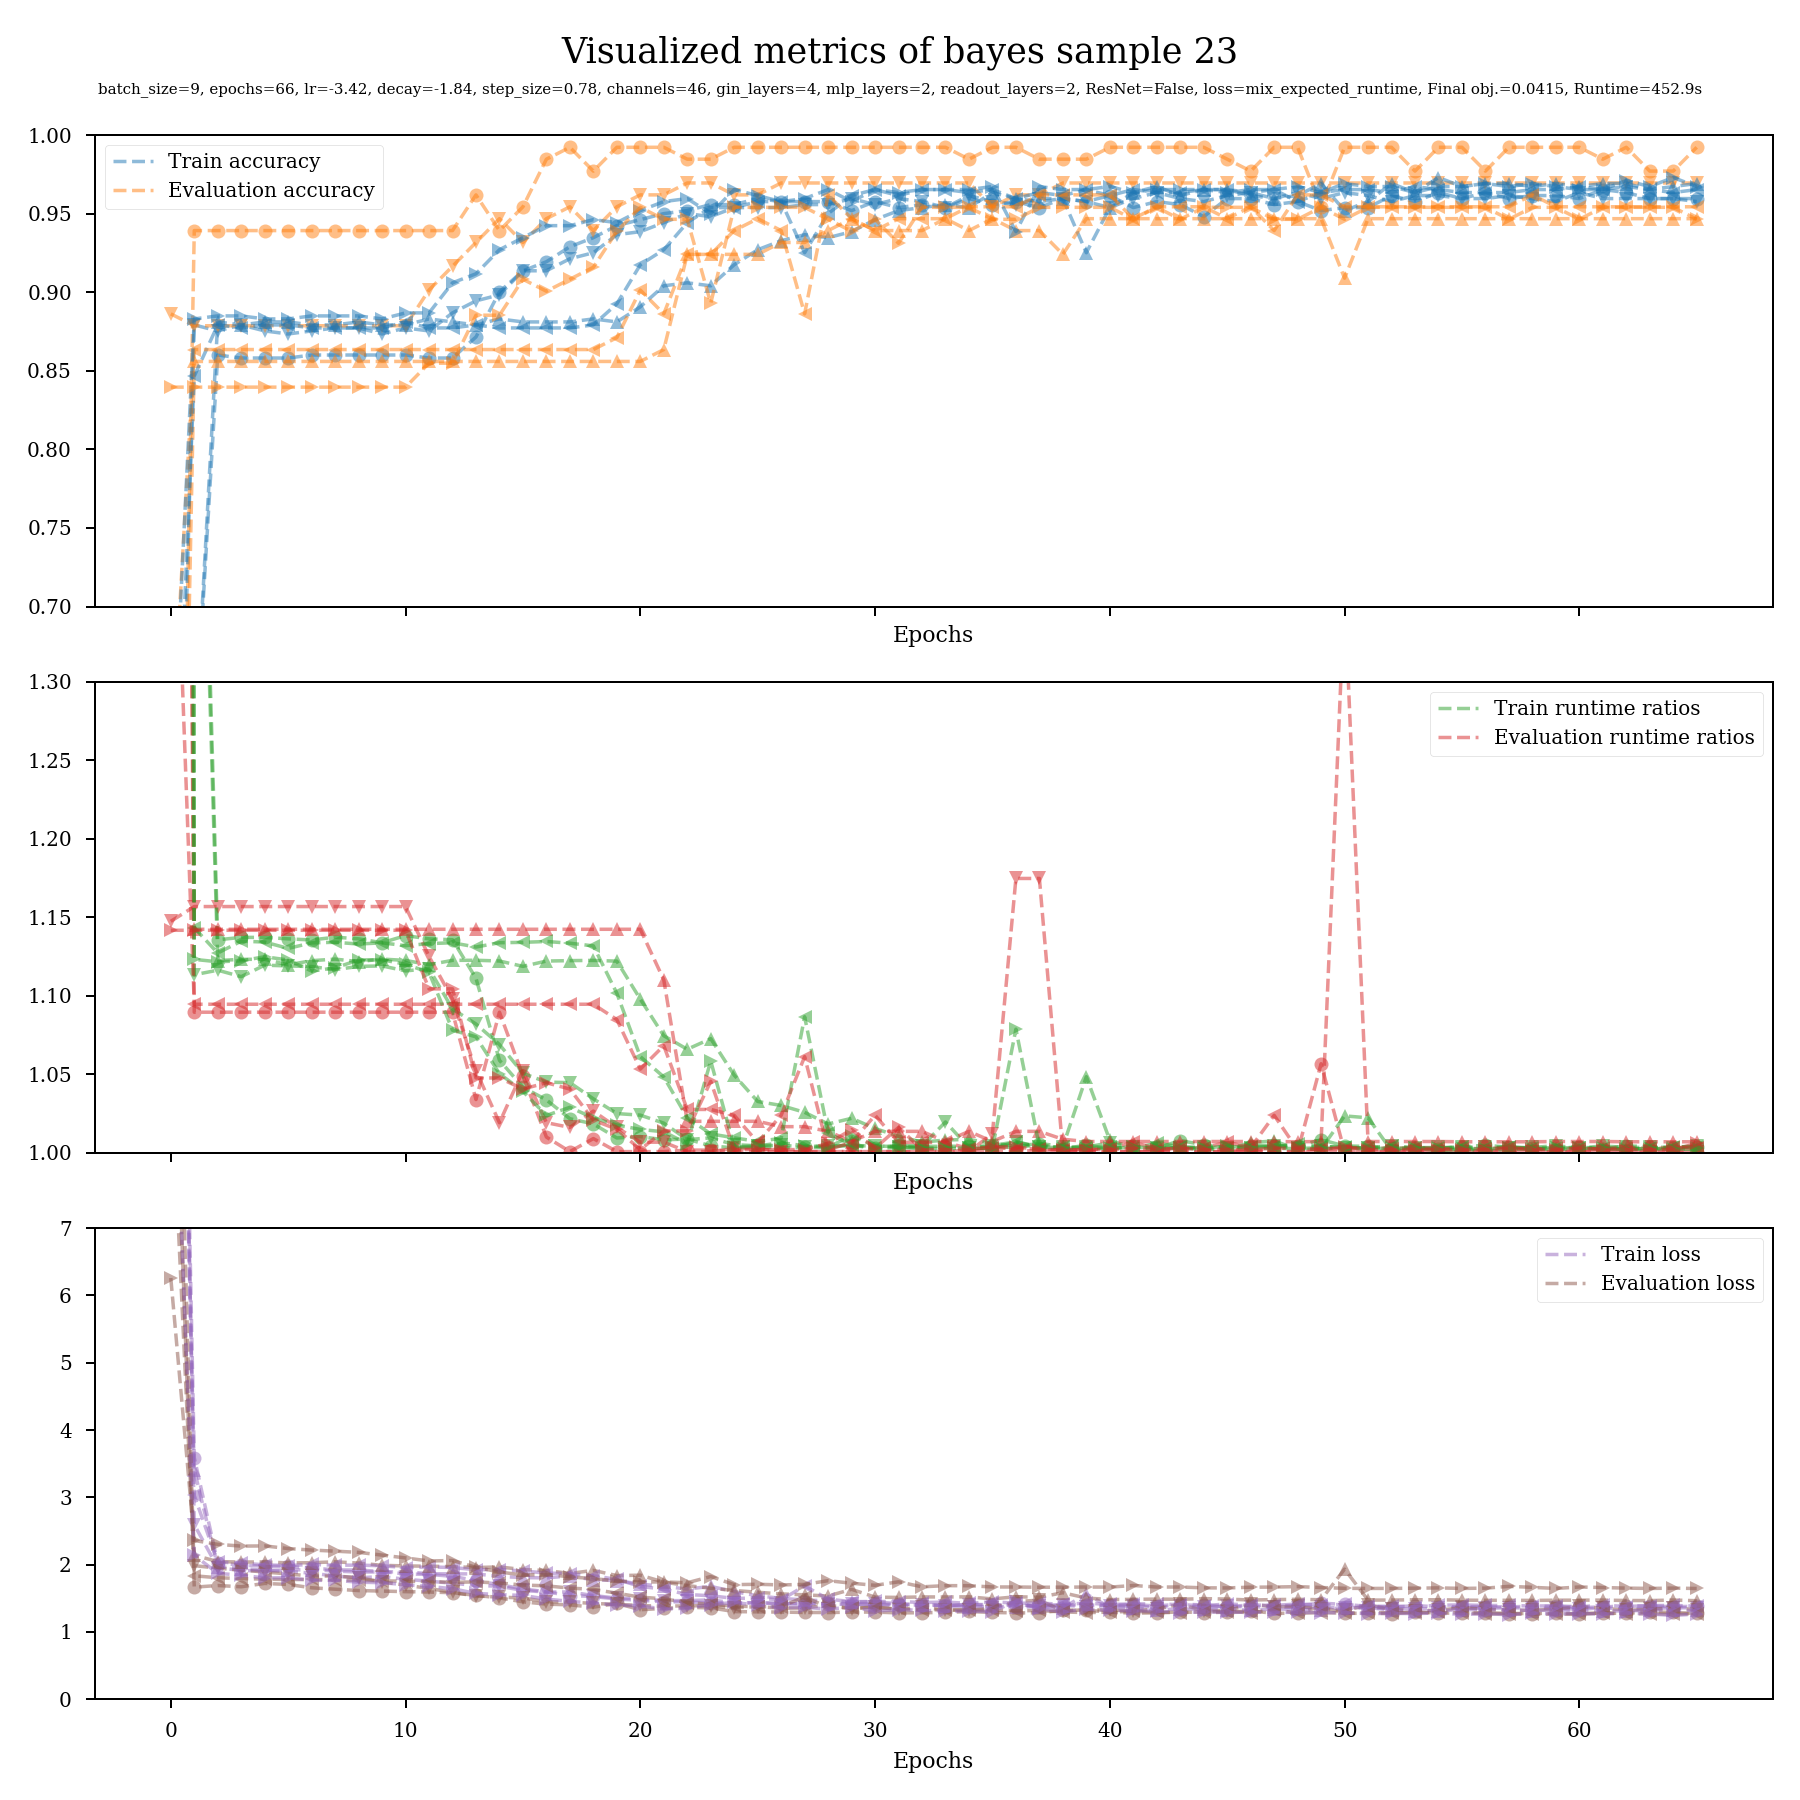 Visualized metrics of bayes sample 23
batch_size=9, epochs=66, lr=-3.42, decay=-1.84, step_size=0.78, channels=46, gin_layers=4, mlp_layers=2, readout_layers=2, ResNet=False, loss=mix_expected_runtime, Final obj.=0.0415, Runtime=452.9s
1.00
0.95
0.90
0.85
0.80
0.75
0.70
Train accuracy
Evaluation accuracy
Epochs
1.30
1.25
1.20
1.15
1.10
1.05
1.00
Train runtime ratios
Evaluation runtime ratios
Epochs
7
6
5
4
3
2
1
0
Train loss
Evaluation loss
0 10 20 30 40 50 60
Epochs